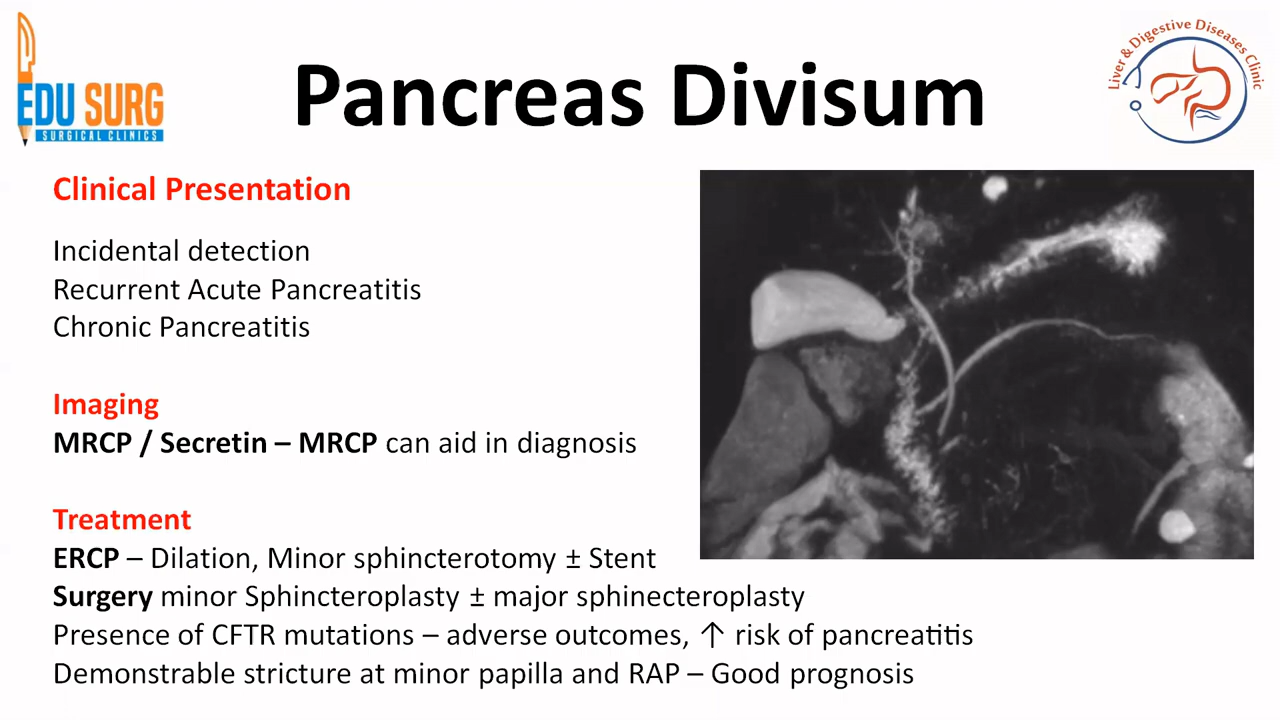 EDU SURG
SURGICAL CLINICS
Pancreas Divisum
Liver & Digestive Diseases Clinic
Clinical Presentation
Incidental detection
Recurrent Acute Pancreatitis
Chronic Pancreatitis
Imaging
MRCP / Secretin – MRCP can aid in diagnosis
Treatment
ERCP – Dilation, Minor sphincterotomy ± Stent
Surgery minor Sphincteroplasty ± major sphinecteroplasty
Presence of CFTR mutations – adverse outcomes, ↑ risk of pancreatitis
Demonstrable stricture at minor papilla and RAP – Good prognosis